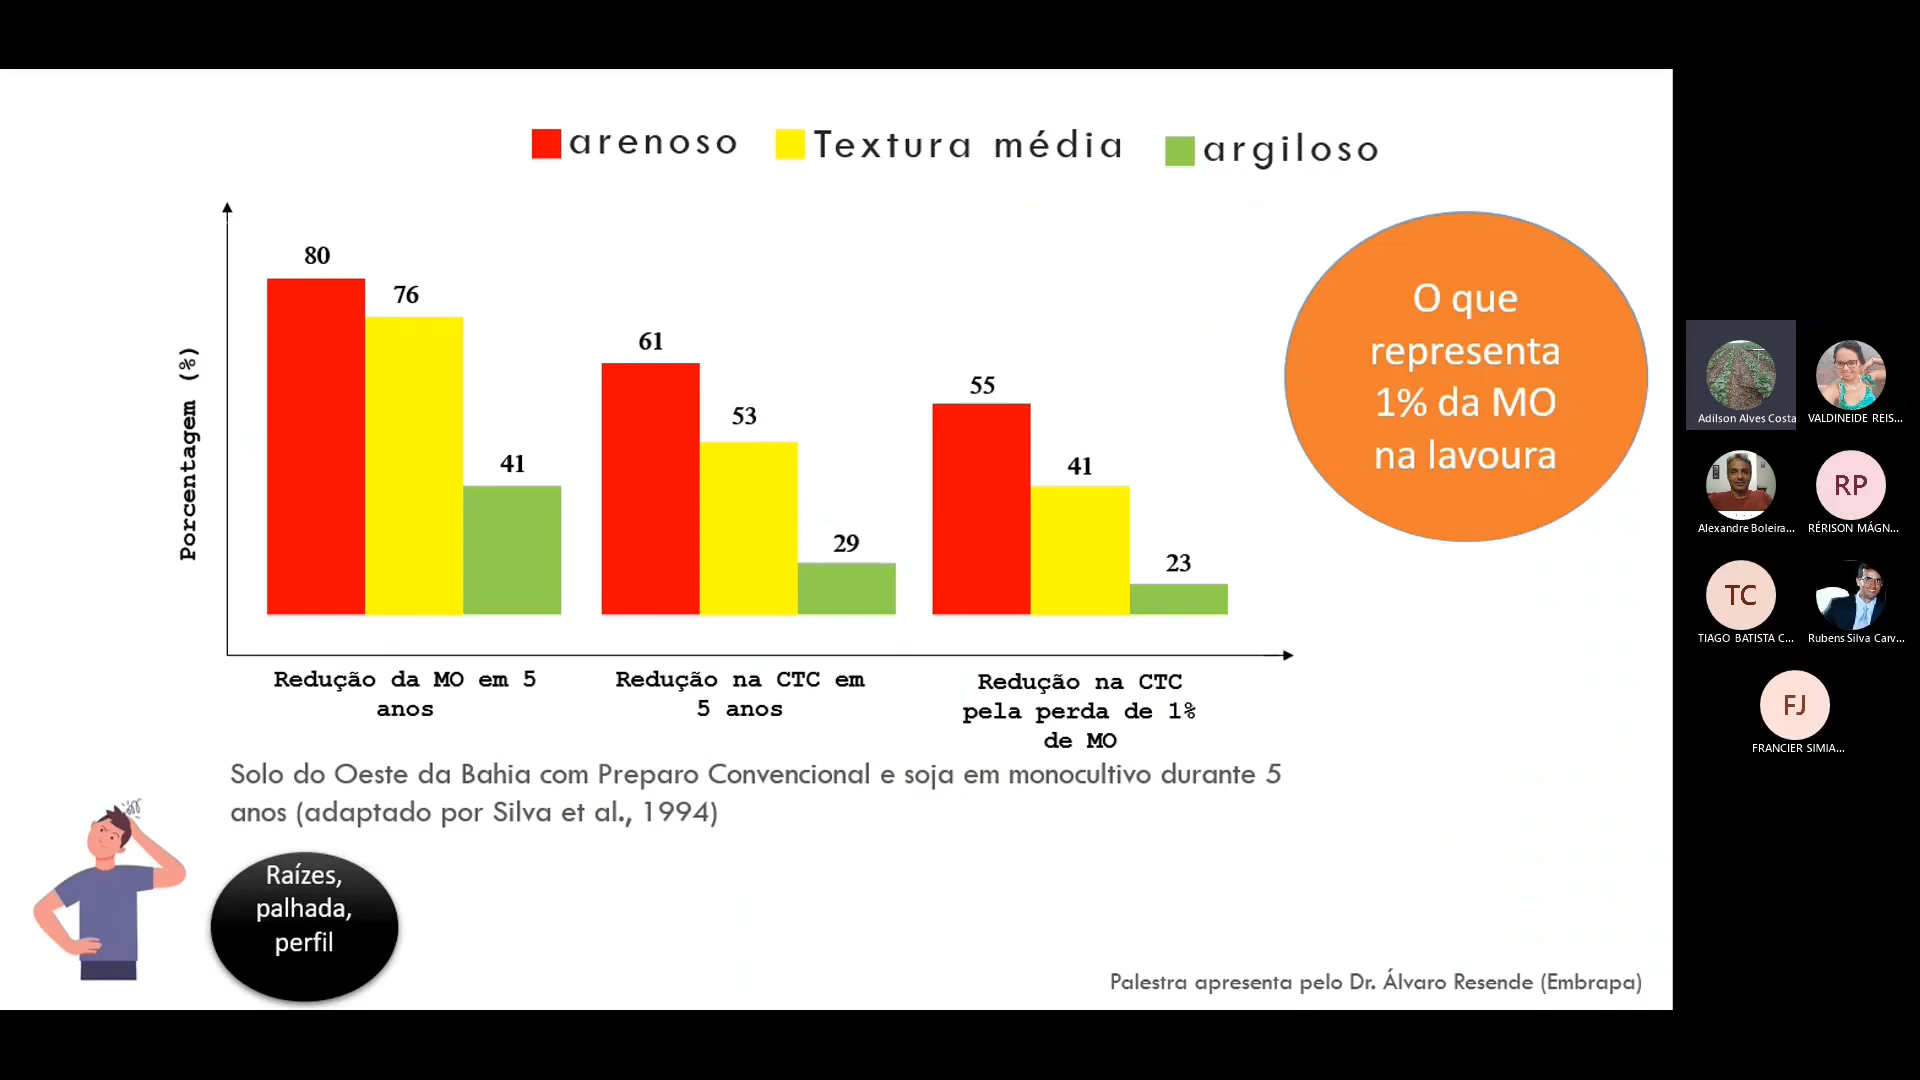 arenoso
Textura média
argiloso
Porcentagem (%)
80
76
41
61
53
29
55
41
23
Redução da MO em 5
anos
Redução na CTC em
5 anos
Redução na CTC
pela perda de 1%
de MO
O que
representa
1% da MO
na lavoura
Solo do Oeste da Bahia com Preparo Convencional e soja em monocultivo durante 5
anos (adaptado por Silva et al., 1994)
Raízes,
palhada,
perfil
Palestra apresenta pelo Dr. Álvaro Resende (Embrapa)
Adilson Alves Costa
VALDINEIDE REIS...
Alexandre Boleira...
RP
RÉRISON MÁGN...
TC
TIAGO BATISTA C...
Rubens Silva Carv...
FJ
FRANCIER SIMIA...